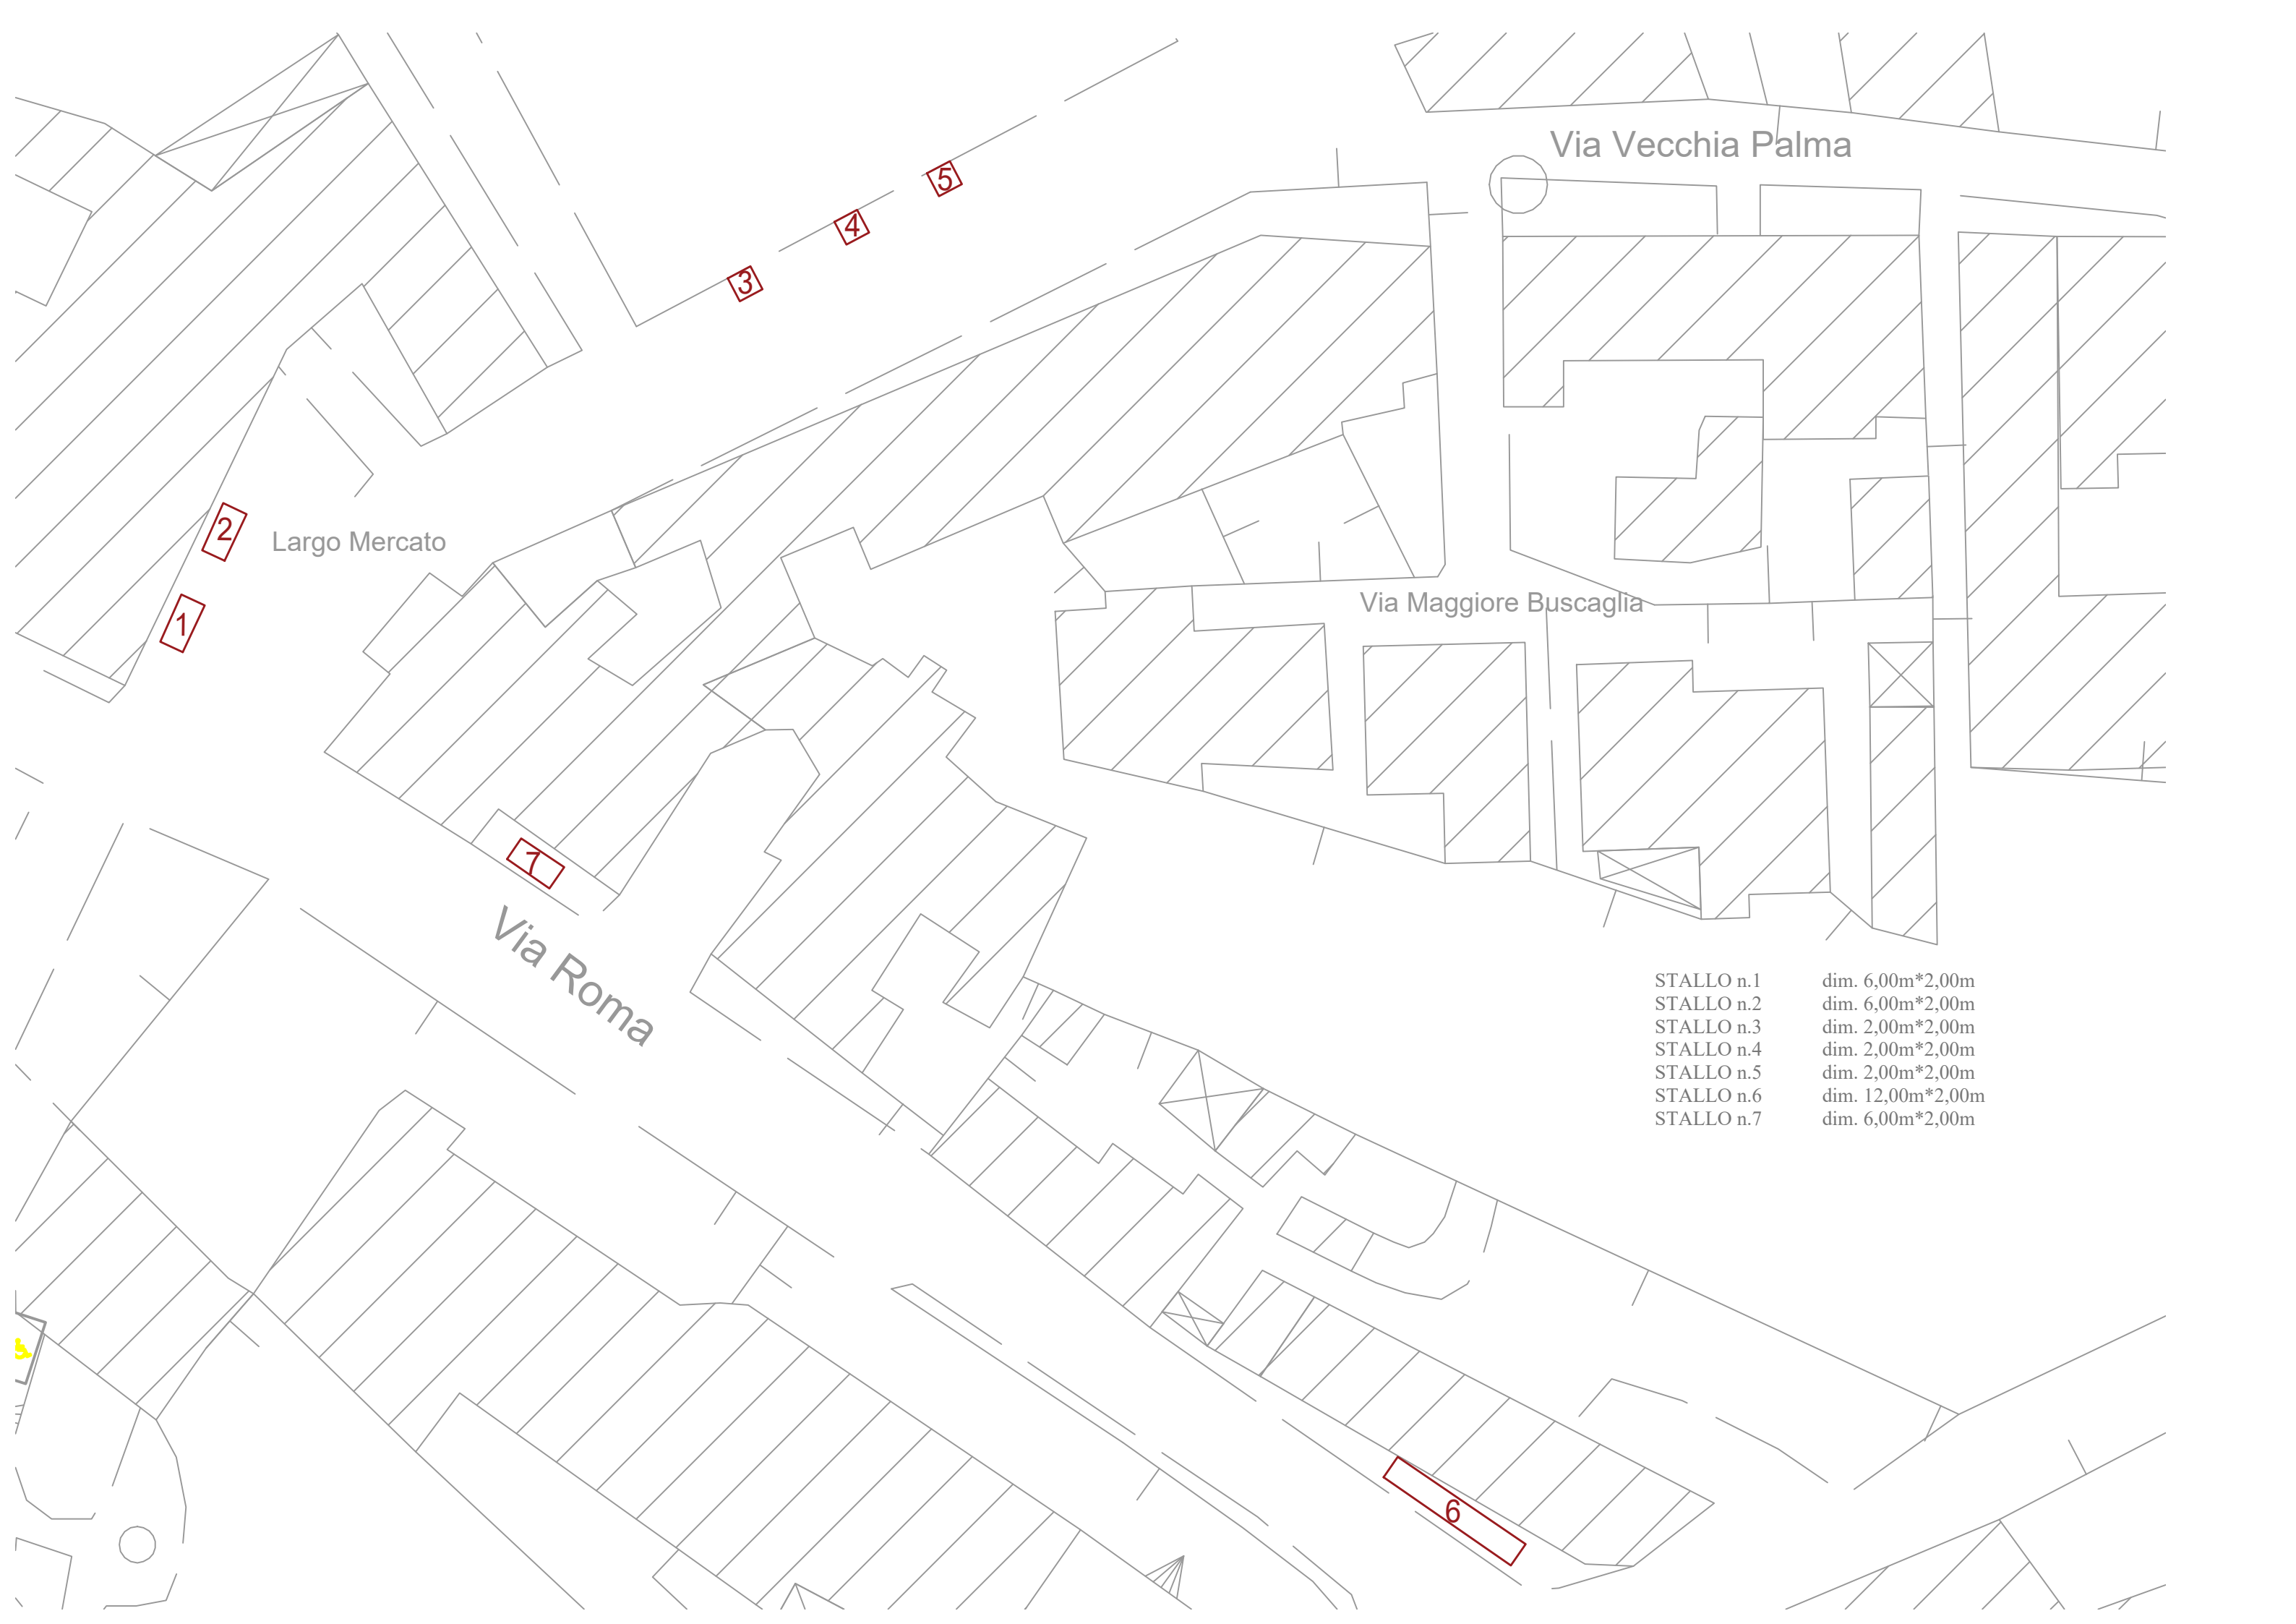 Via Vecchia Palma
5
4
3
2
Largo Mercato
1
Via Maggiore Buscaglia
7
Via Roma
STALLO n.1 dim. 6,00m*2,00m
STALLO n.2 dim. 6,00m*2,00m
STALLO n.3 dim. 2,00m*2,00m
STALLO n.4 dim. 2,00m*2,00m
STALLO n.5 dim. 2,00m*2,00m
STALLO n.6 dim. 12,00m*2,00m
STALLO n.7 dim. 6,00m*2,00m
6